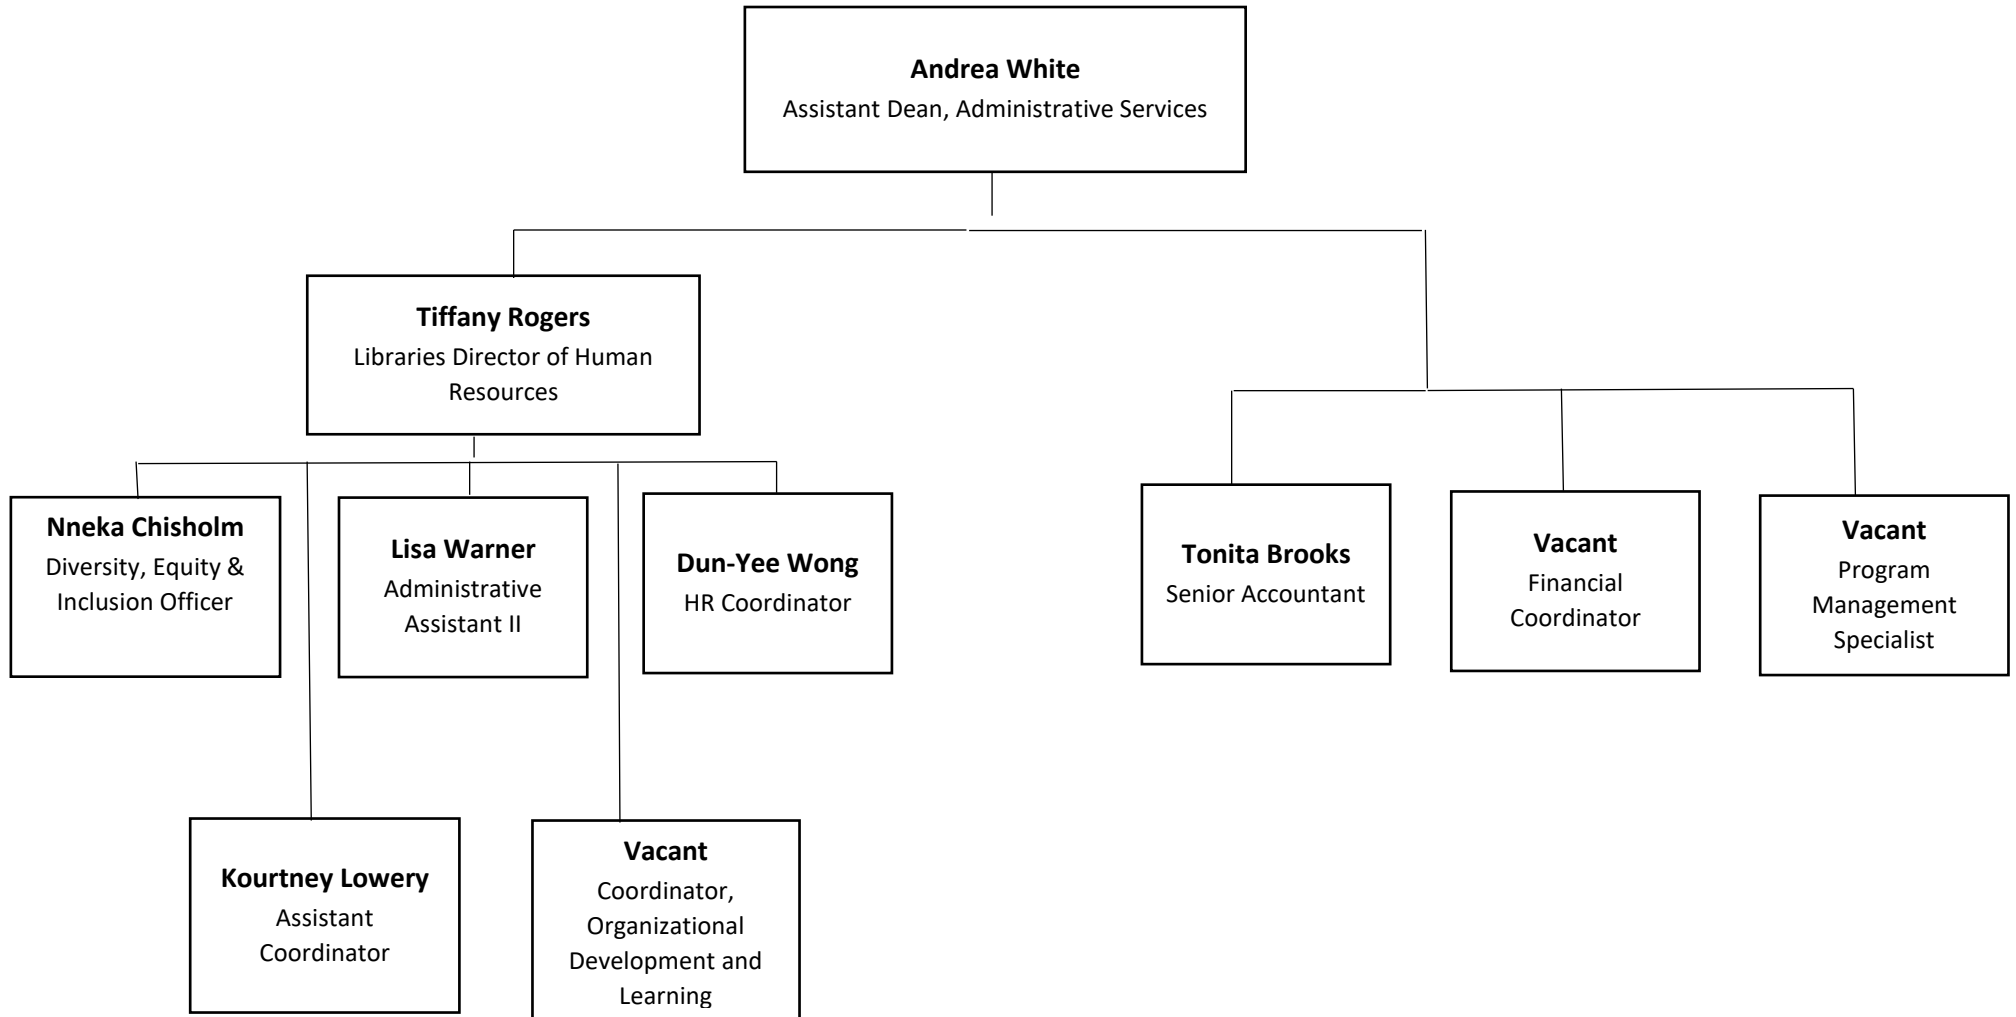 Andrea White
Assistant Dean, Administrative Services
Tiffany Rogers
Libraries Director of Human
Resources
Nneka Chisholm
Diversity, Equity &
Inclusion Officer
Lisa Warner
Administrative
Assistant II
Dun-Yee Wong
HR Coordinator
Tonita Brooks
Senior Accountant
Vacant
Financial
Coordinator
Vacant
Program
Management
Specialist
Kourtney Lowery
Assistant
Coordinator
Vacant
Coordinator,
Organizational
Development and
Learning